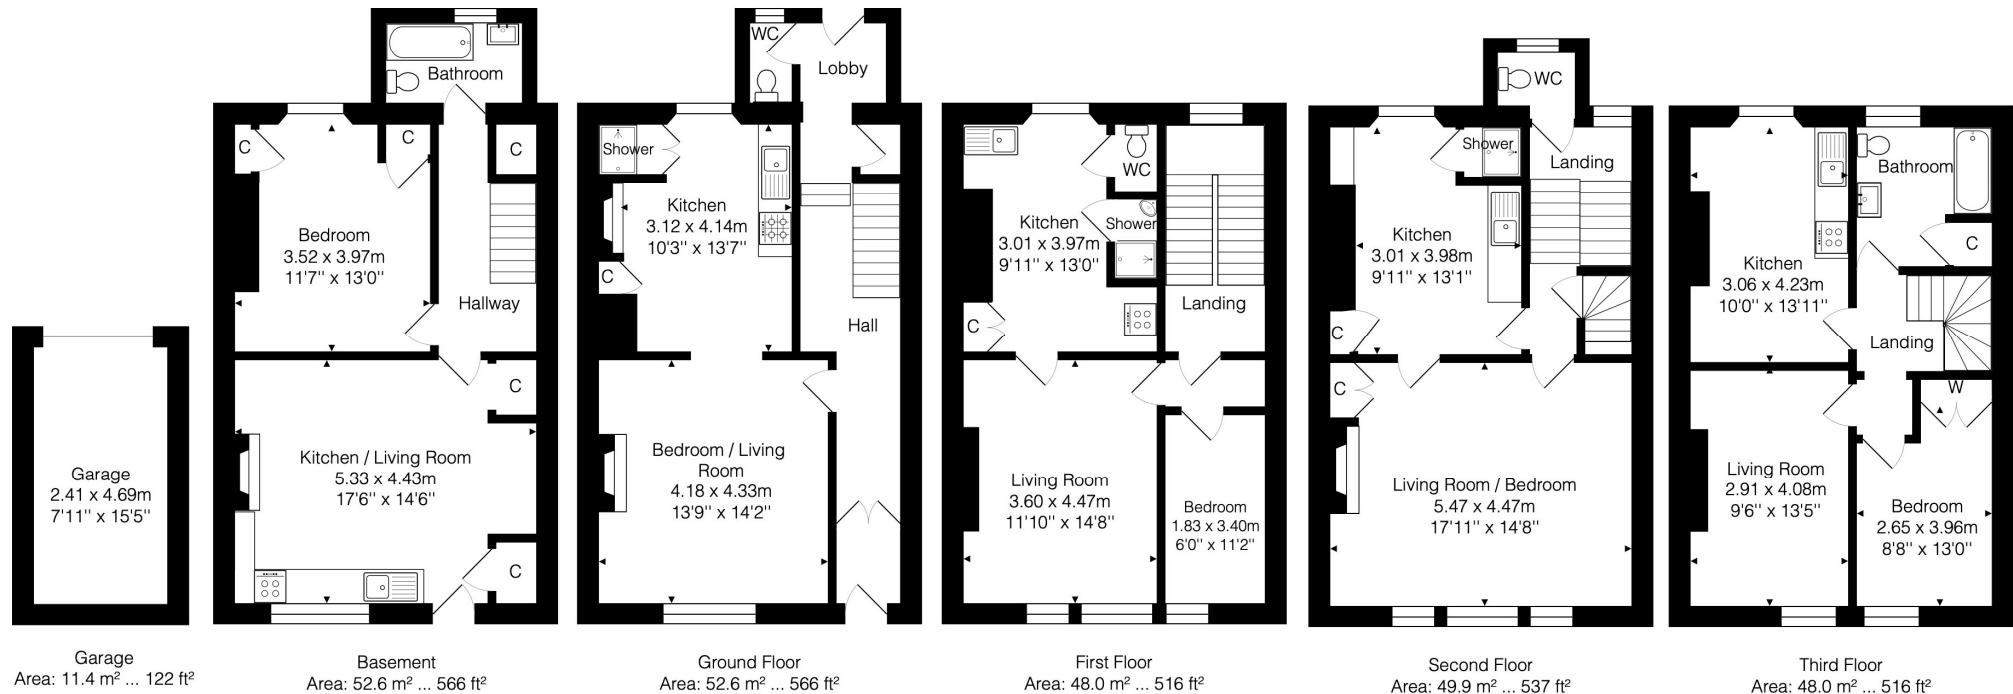 Garage
2.41 x 4.69m
7'11'' x 15'5''
Garage
Area: 11.4 m² ... 122 ft²
Bathroom
C
C
C
Bedroom
3.52 x 3.97m
11'7'' x 13'0''
Hallway
C
Kitchen / Living Room
5.33 x 4.43m
17'6'' x 14'6''
C
Basement
Area: 52.6 m² ... 566 ft²
WC
Lobby
Shower
Kitchen
3.12 x 4.14m
10'3'' x 13'7''
C
Hall
Bedroom / Living
Room
4.18 x 4.33m
13'9'' x 14'2''
Ground Floor
Area: 52.6 m² ... 566 ft²
WC
Kitchen
3.01 x 3.97m
9'11'' x 13'0''
Shower
C
Landing
Living Room
3.60 x 4.47m
11'10'' x 14'8''
Bedroom
1.83 x 3.40m
6'0'' x 11'2''
First Floor
Area: 48.0 m² ... 516 ft²
WC
Shower
Landing
Kitchen
3.01 x 3.98m
9'11'' x 13'1''
C
C
Living Room / Bedroom
5.47 x 4.47m
17'11'' x 14'8''
Second Floor
Area: 49.9 m² ... 537 ft²
Bathroom
C
Kitchen
3.06 x 4.23m
10'0'' x 13'11''
Landing
W
Living Room
2.91 x 4.08m
9'6'' x 13'5''
Bedroom
2.65 x 3.96m
8'8'' x 13'0''
Third Floor
Area: 48.0 m² ... 516 ft²